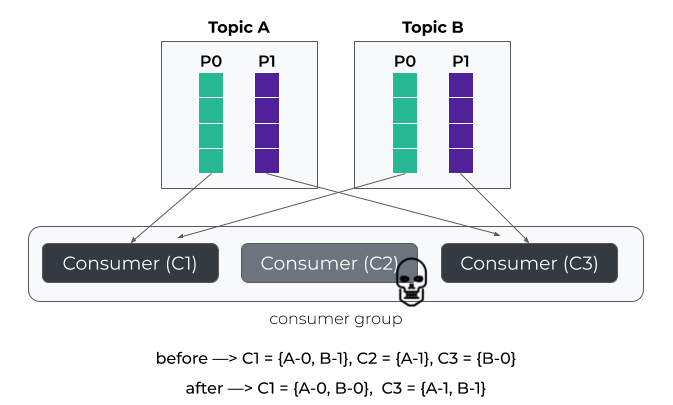 Topic A Topic B
P0 P1 P0 P1
Consumer (C1) Consumer (C2) Consumer (C3)
consumer group
before —> C1 = {A-0, B-1}, C2 = {A-1}, C3 = {B-0}
after —> C1 = {A-0, B-0}, C3 = {A-1, B-1}